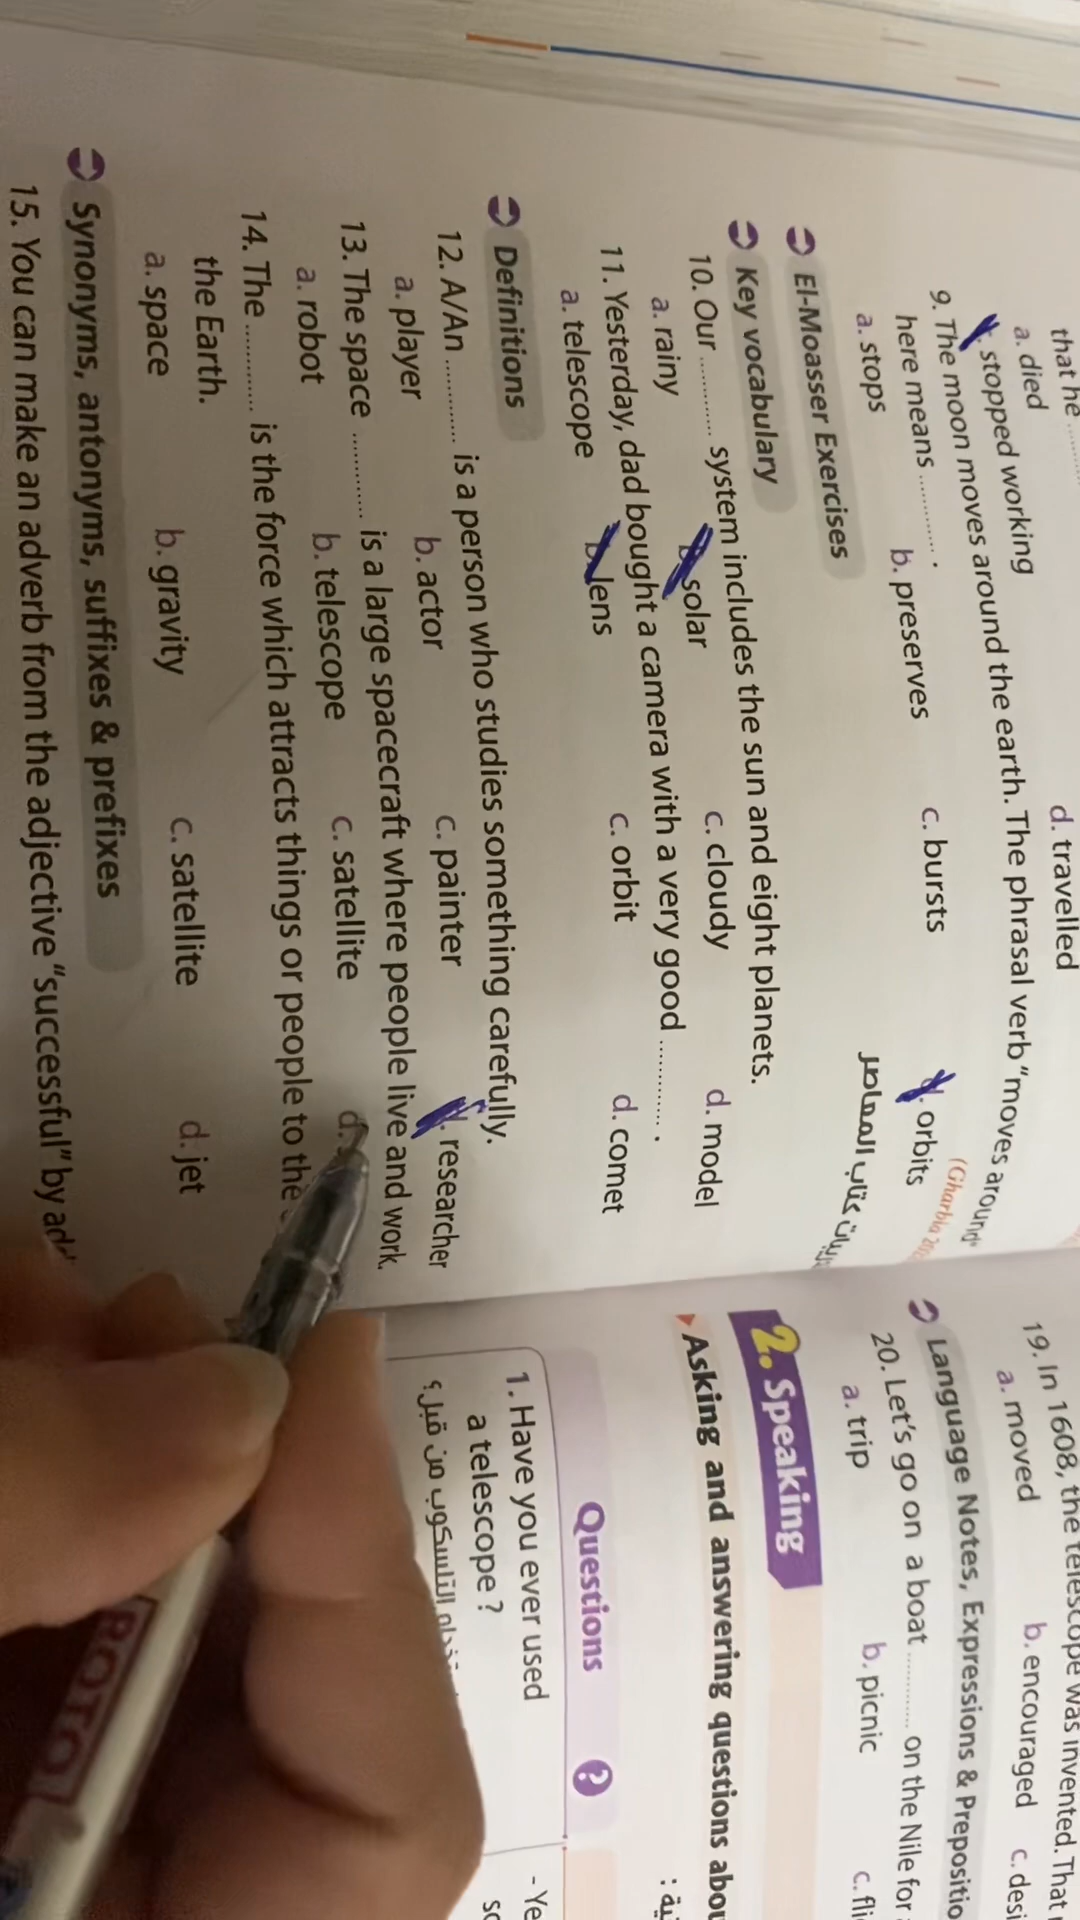 that he ..........
a. died
d. travelled
stopped working
9. The moon moves around the earth. The phrasal verb "moves around"
here means .......... .
(Gharbia
a. stops b. preserves c. bursts d. orbits
El-Moasser Exercises
كتاب المعاصر
Key vocabulary
10. Our .......... system includes the sun and eight planets.
a. rainy b. solar c. cloudy d. model
11. Yesterday, dad bought a camera with a very good .......... .
a. telescope b. lens c. orbit d. comet
Definitions
12. A/An .......... is a person who studies something carefully.
a. player b. actor c. painter d. researcher
13. The space .......... is a large spacecraft where people live and work.
a. robot b. telescope c. satellite d.
14. The .......... is the force which attracts things or people to the
the Earth.
a. space b. gravity c. satellite d. jet
Synonyms, antonyms, suffixes & prefixes
15. You can make an adverb from the adjective "successful" by
19. In 1608, the telescope was invented. That
a. moved b. encouraged c.
Language Notes, Expressions &
20. Let's go on a boat .......... on the Nile for
a. trip b. picnic c.
2. Speaking
Asking and answering questions
Questions ?
1. Have you ever used
a telescope ?
التلسكوب من قبل؟
- Ye